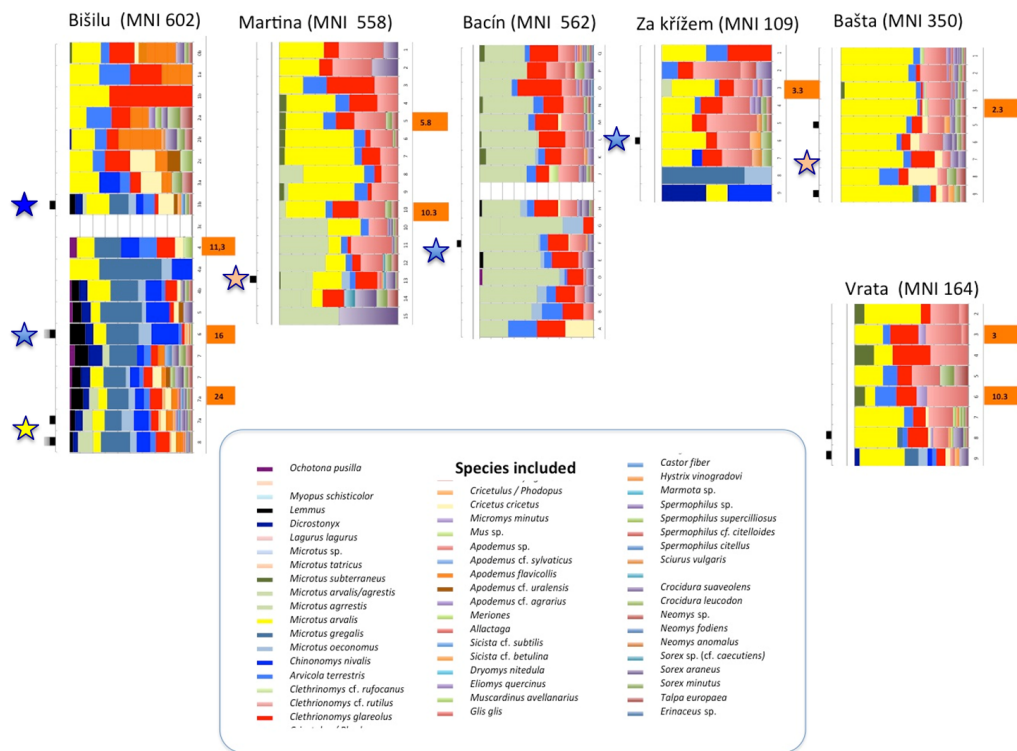 Bišilu (MNI 602)
Martina (MNI 558)
Bacín (MNI 562)
Za křížem (MNI 109)
Bašta (MNI 350)
3.3
2.3
5.8
10.3
11,3
16
24
Vrata (MNI 164)
3
10.3
Species included
Ochotona pusilla
Myopus schisticolor
Lemmus
Dicrostonyx
Lagurus lagurus
Microtus sp.
Microtus tatricus
Microtus subterraneus
Microtus arvalis/agrestis
Microtus agrestis
Microtus arvalis
Microtus gregalis
Microtus oeconomus
Chinonomys nivalis
Arvicola terrestris
Clethrinomys cf. rufocanus
Clethrionomys cf. rutilus
Clethrionomys glareolus
Cricetulus / Phodopus
Cricetus cricetus
Micromys minutus
Mus sp.
Apodemus sp.
Apodemus cf. sylvaticus
Apodemus flavicollis
Apodemus cf. uralensis
Apodemus cf. agrarius
Meriones
Allactaga
Sicista cf. subtilis
Sicista cf. betulina
Dryomys nitedula
Eliomys quercinus
Muscardinus avellanarius
Glis glis
Castor fiber
Hystrix vinogradovi
Marmota sp.
Spermophilus sp.
Spermophilus supercilliosus
Spermophilus cf. citelloides
Spermophilus citellus
Sciurus vulgaris
Crocidura suaveolens
Crocidura leucodon
Neomys sp.
Neomys fodiens
Neomys anomalus
Sorex sp. (cf. caecutiens)
Sorex araneus
Sorex minutus
Talpa europaea
Erinaceus sp.